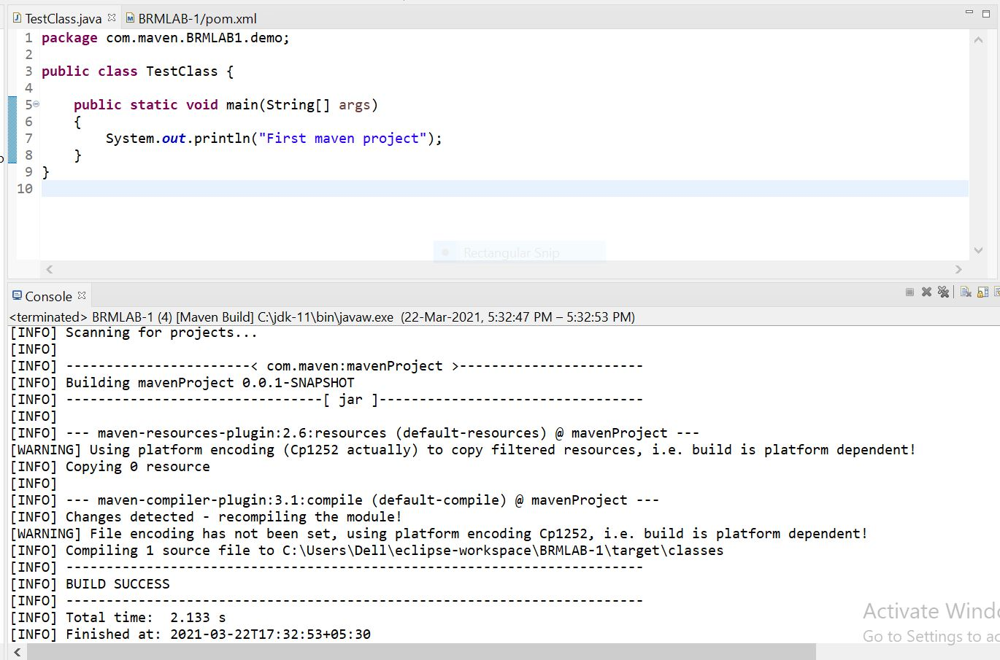 TestClass.java
BRMLAB-1/pom.xml
1 package com.maven.BRMLAB1.demo;
2
3 public class TestClass {
4
5 public static void main(String[] args)
6 {
7 System.out.println("First maven project");
8 }
9 }
10
Rectangular Snip
Console
<terminated> BRMLAB-1 (4) [Maven Build] C:\jdk-11\bin\javaw.exe (22-Mar-2021, 5:32:47 PM – 5:32:53 PM)
[INFO] Scanning for projects...
[INFO]
[INFO] -----------------------< com.maven:mavenProject >-----------------------
[INFO] Building mavenProject 0.0.1-SNAPSHOT
[INFO] --------------------------------[ jar ]---------------------------------
[INFO]
[INFO] --- maven-resources-plugin:2.6:resources (default-resources) @ mavenProject ---
[WARNING] Using platform encoding (Cp1252 actually) to copy filtered resources, i.e. build is platform dependent!
[INFO] Copying 0 resource
[INFO]
[INFO] --- maven-compiler-plugin:3.1:compile (default-compile) @ mavenProject ---
[INFO] Changes detected - recompiling the module!
[WARNING] File encoding has not been set, using platform encoding Cp1252, i.e. build is platform dependent!
[INFO] Compiling 1 source file to C:\Users\Dell\eclipse-workspace\BRMLAB-1\target\classes
[INFO] ------------------------------------------------------------------------
[INFO] BUILD SUCCESS
[INFO] ------------------------------------------------------------------------
[INFO] Total time:  2.133 s
[INFO] Finished at: 2021-03-22T17:32:53+05:30
Activate Windo
Go to Settings to ac